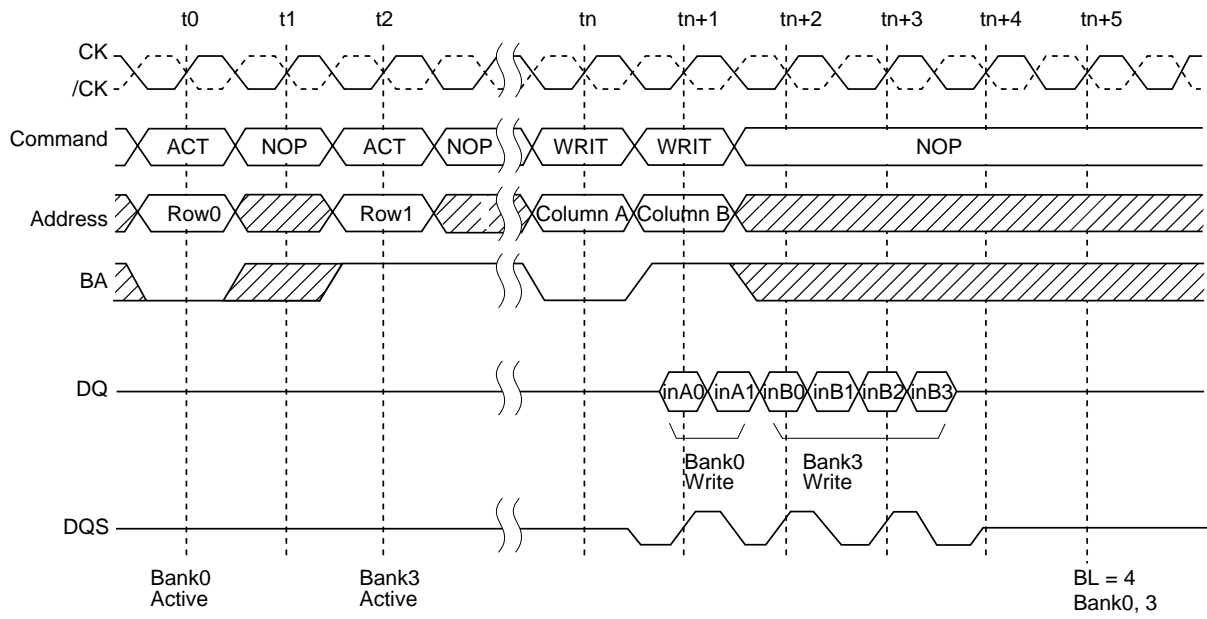 t0 t1 t2 tn tn+1 tn+2 tn+3 tn+4 tn+5
CK
/CK
Command ACT NOP ACT NOP WRIT WRIT NOP
Address Row0 Row1 Column A Column B
BA
DQ inA0 inA1 inB0 inB1 inB2 inB3
Bank0 Bank3
Write Write
DQS
Bank0 Bank3 BL = 4
Active Active Bank0, 3